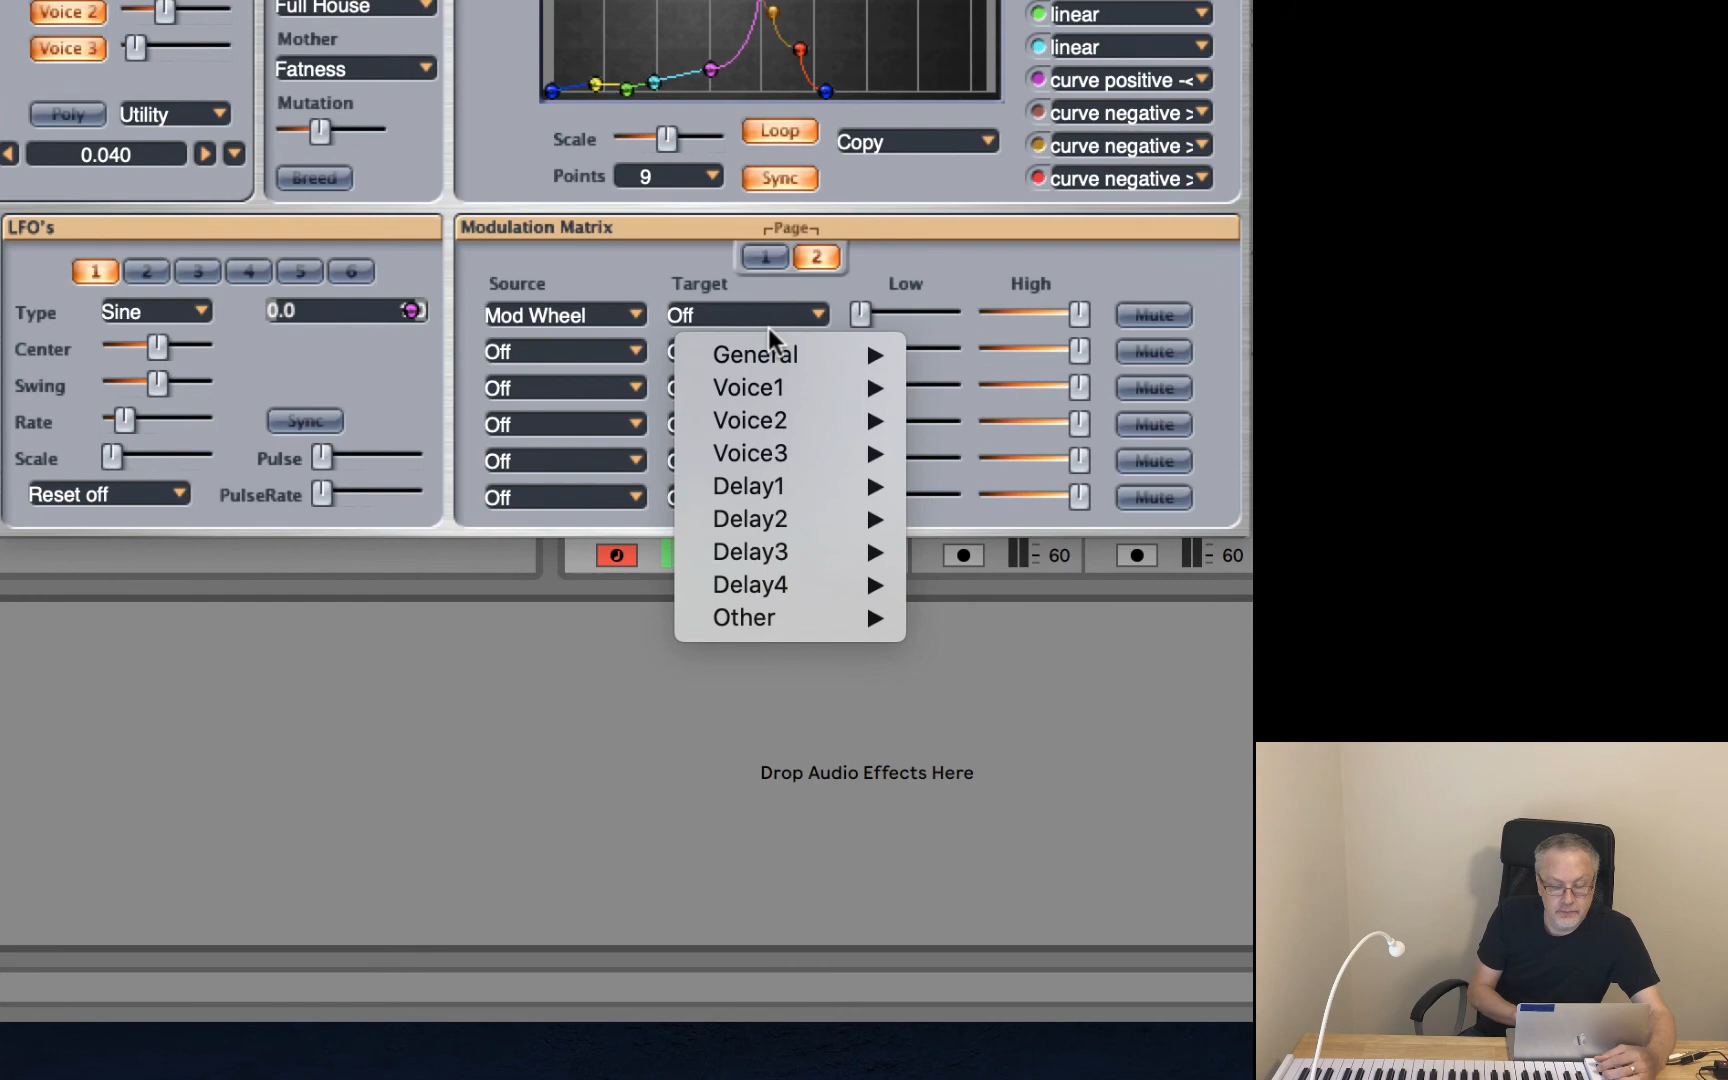 Voice 2
Full House
linear
Voice 3
Mother
linear
Fatness
curve positive -<
Mutation
Poly
Utility
curve negative >
Scale
Loop
Copy
curve negative >
0.040
Breed
Points
9
Sync
curve negative >
LFO's
Modulation Matrix
Page
1
2
3
4
5
6
1
2
Source
Target
Low
High
Type
Sine
0.0
Mod Wheel
Off
Mute
Center
Off
General
Mute
Swing
Off
Voice1
Mute
Rate
Sync
Off
Voice2
Mute
Scale
Pulse
Off
Voice3
Mute
Reset off
PulseRate
Off
Delay1
Mute
Delay2
Delay3
60
60
Delay4
Other
Drop Audio Effects Here